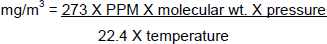 mg/m³ = 273 X PPM X molecular wt. X pressure
22.4 X temperature